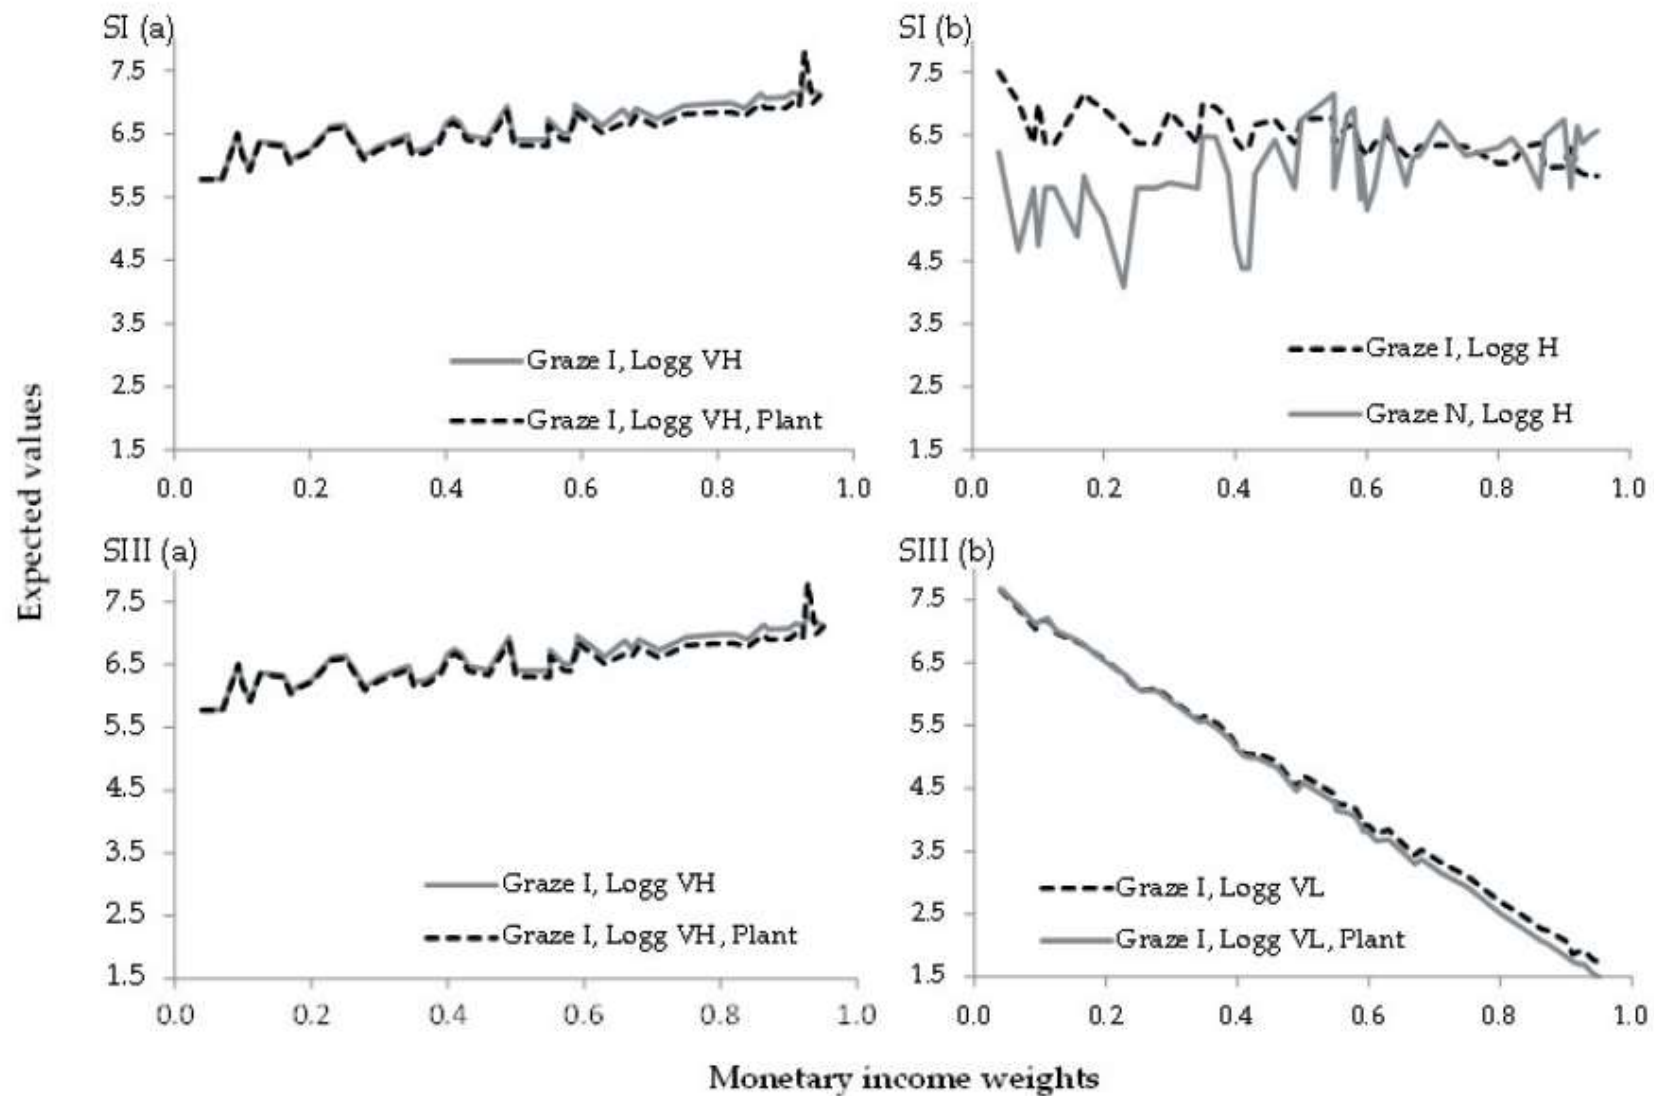 SI (a)
7.5
6.5
5.5
4.5
3.5
2.5
1.5
0.0 0.2 0.4 0.6 0.8 1.0
Graze I, Logg VH
Graze I, Logg VH, Plant
SI (b)
7.5
6.5
5.5
4.5
3.5
2.5
1.5
0.0 0.2 0.4 0.6 0.8 1.0
Graze I, Logg H
Graze N, Logg H
Expected values
SIII (a)
7.5
6.5
5.5
4.5
3.5
2.5
1.5
0.0 0.2 0.4 0.6 0.8 1.0
Graze I, Logg VH
Graze I, Logg VH, Plant
SIII (b)
7.5
6.5
5.5
4.5
3.5
2.5
1.5
0.0 0.2 0.4 0.6 0.8 1.0
Graze I, Logg VL
Graze I, Logg VL, Plant
Monetary income weights